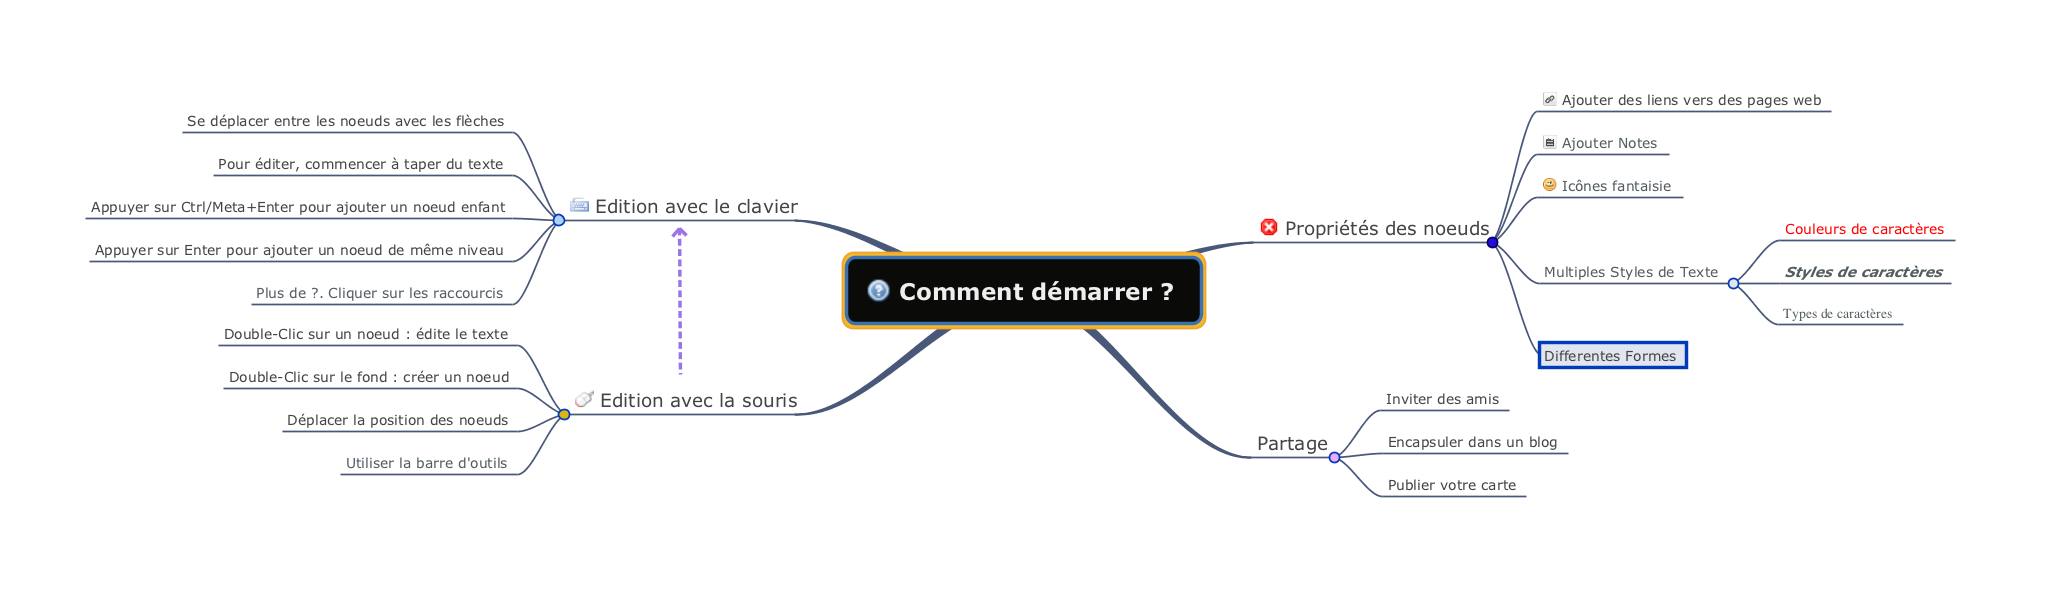 Comment démarrer ?
Edition avec le clavier
Se déplacer entre les noeuds avec les flèches
Pour éditer, commencer à taper du texte
Appuyer sur Ctrl/Meta+Enter pour ajouter un noeud enfant
Appuyer sur Enter pour ajouter un noeud de même niveau
Plus de ?. Cliquer sur les raccourcis
Edition avec la souris
Double-Clic sur un noeud : édite le texte
Double-Clic sur le fond : créer un noeud
Déplacer la position des noeuds
Utiliser la barre d'outils
Propriétés des noeuds
Ajouter des liens vers des pages web
Ajouter Notes
Icônes fantaisie
Multiples Styles de Texte
Couleurs de caractères
Styles de caractères
Types de caractères
Differentes Formes
Partage
Inviter des amis
Encapsuler dans un blog
Publier votre carte